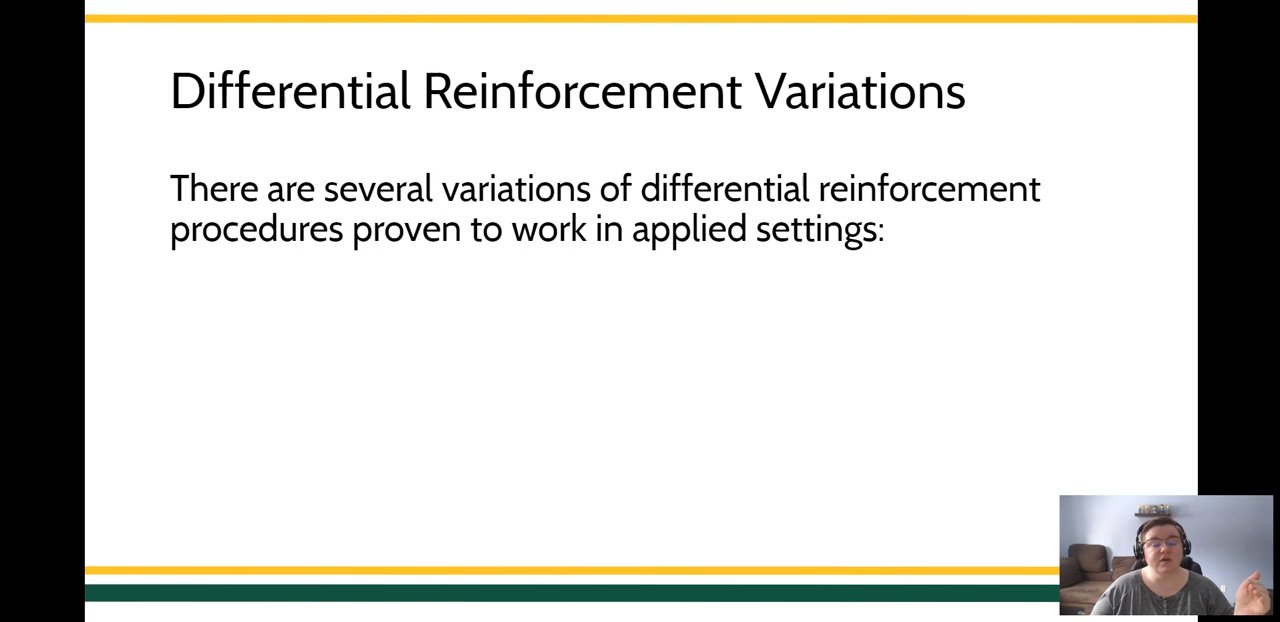 Differential Reinforcement Variations
There are several variations of differential reinforcement
procedures proven to work in applied settings: